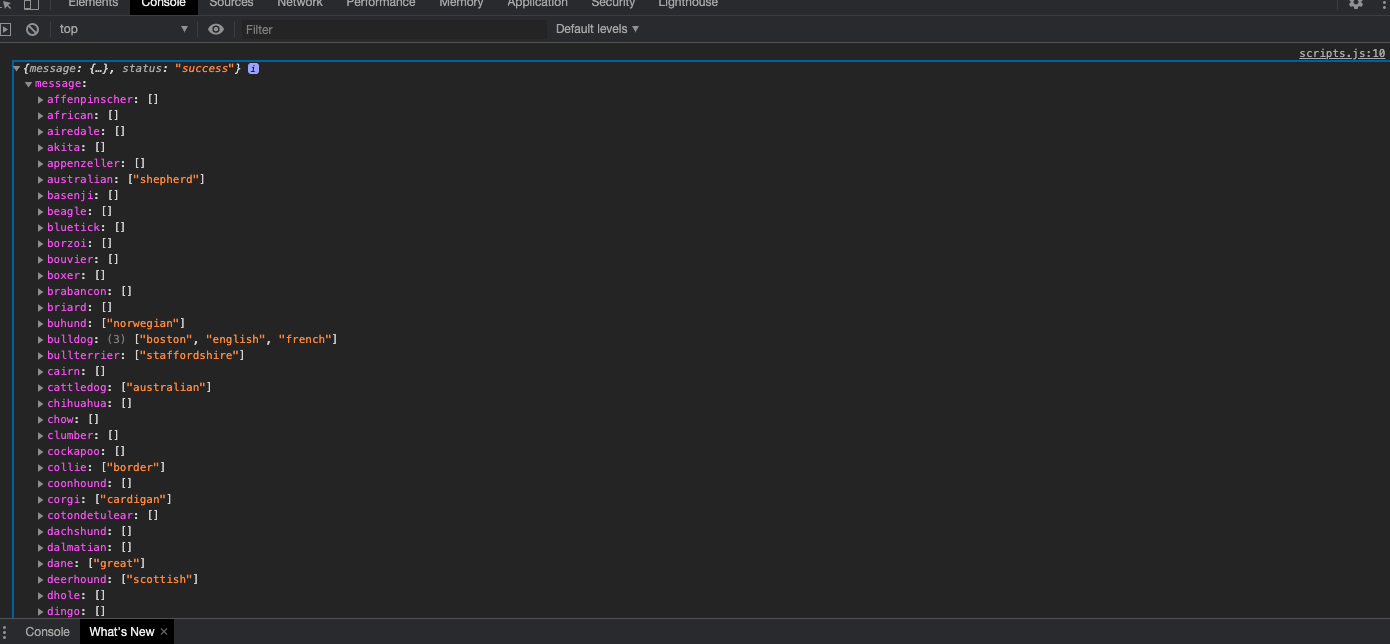 Elements Console Sources Network Performance Memory Application Security Lighthouse
top Filter Default levels
scripts.js:10
{message: {…}, status: "success"} i
message:
affenpinscher: []
african: []
airedale: []
akita: []
appenzeller: []
australian: ["shepherd"]
basenji: []
beagle: []
bluetick: []
borzoi: []
bouvier: []
boxer: []
brabancon: []
briard: []
buhund: ["norwegian"]
bulldog: (3) ["boston", "english", "french"]
bullterrier: ["staffordshire"]
cairn: []
cattledog: ["australian"]
chihuahua: []
chow: []
clumber: []
cockapoo: []
collie: ["border"]
coonhound: []
corgi: ["cardigan"]
cotondetulear: []
dachshund: []
dalmatian: []
dane: ["great"]
deerhound: ["scottish"]
dhole: []
dingo: []
Console What's New